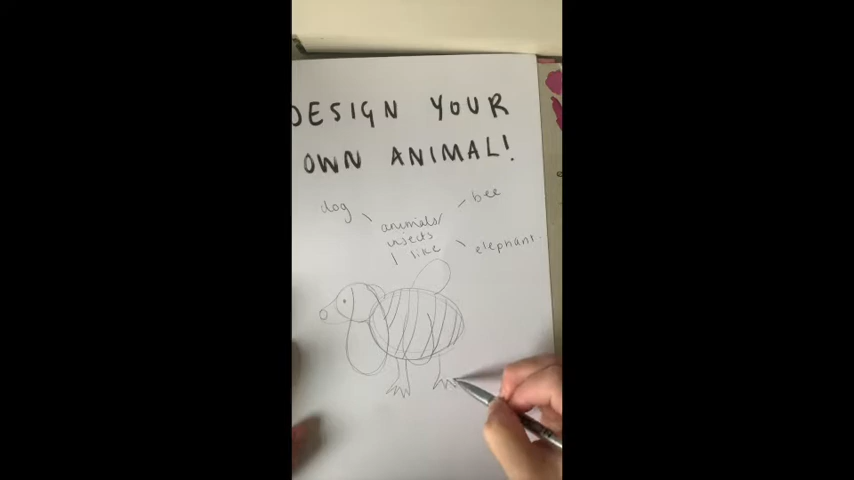 DESIGN YOUR
OWN ANIMAL!
dog
bee
animals/
insects
I like
elephant